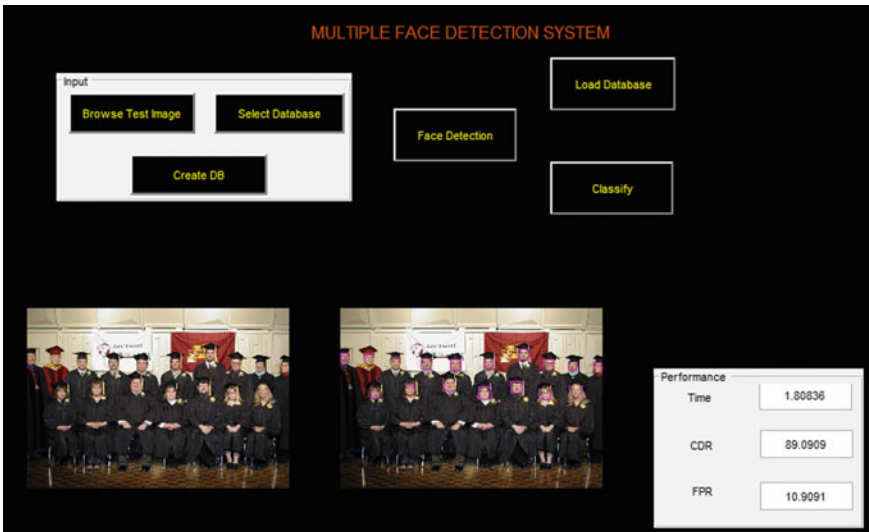 MULTIPLE FACE DETECTION SYSTEM
Input
Browse Test Image
Select Database
Create DB
Face Detection
Load Database
Classify
Performance
Time
1.80836
CDR
89.0909
FPR
10.9091